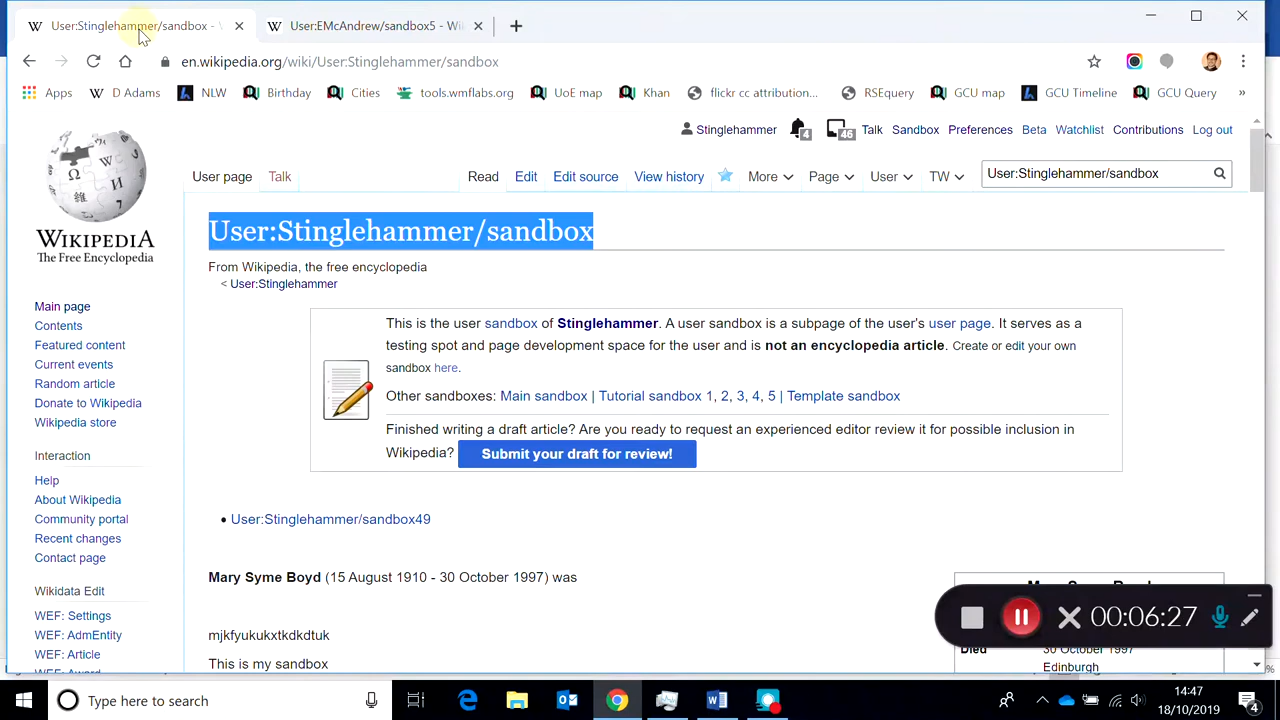 User:Stinglehammer/sandbox -
User:EMcAndrew/sandbox5 - Wi
en.wikipedia.org/wiki/User:Stinglehammer/sandbox
Apps D Adams NLW Birthday Cities tools.wmflabs.org UoE map Khan flickr cc attribution... RSEquery GCU map GCU Timeline GCU Query »
Stinglehammer 4 46 Talk Sandbox Preferences Beta Watchlist Contributions Log out
User page Talk Read Edit Edit source View history More Page User TW User:Stinglehammer/sandbox
WIKIPEDIA
The Free Encyclopedia
Main page
Contents
Featured content
Current events
Random article
Donate to Wikipedia
Wikipedia store
Interaction
Help
About Wikipedia
Community portal
Recent changes
Contact page
Wikidata Edit
WEF: Settings
WEF: AdmEntity
WEF: Article
WEF: Award
User:Stinglehammer/sandbox
From Wikipedia, the free encyclopedia
< User:Stinglehammer
This is the user sandbox of Stinglehammer. A user sandbox is a subpage of the user's user page. It serves as a
testing spot and page development space for the user and is not an encyclopedia article. Create or edit your own
sandbox here.
Other sandboxes: Main sandbox | Tutorial sandbox 1, 2, 3, 4, 5 | Template sandbox
Finished writing a draft article? Are you ready to request an experienced editor review it for possible inclusion in
Wikipedia? Submit your draft for review!
• User:Stinglehammer/sandbox49
Mary Syme Boyd (15 August 1910 - 30 October 1997) was
mjkfyukukxtkdkdtuk
This is my sandbox
00:06:27
Died 30 October 1997
Edinburgh
Type here to search
14:47
18/10/2019
4